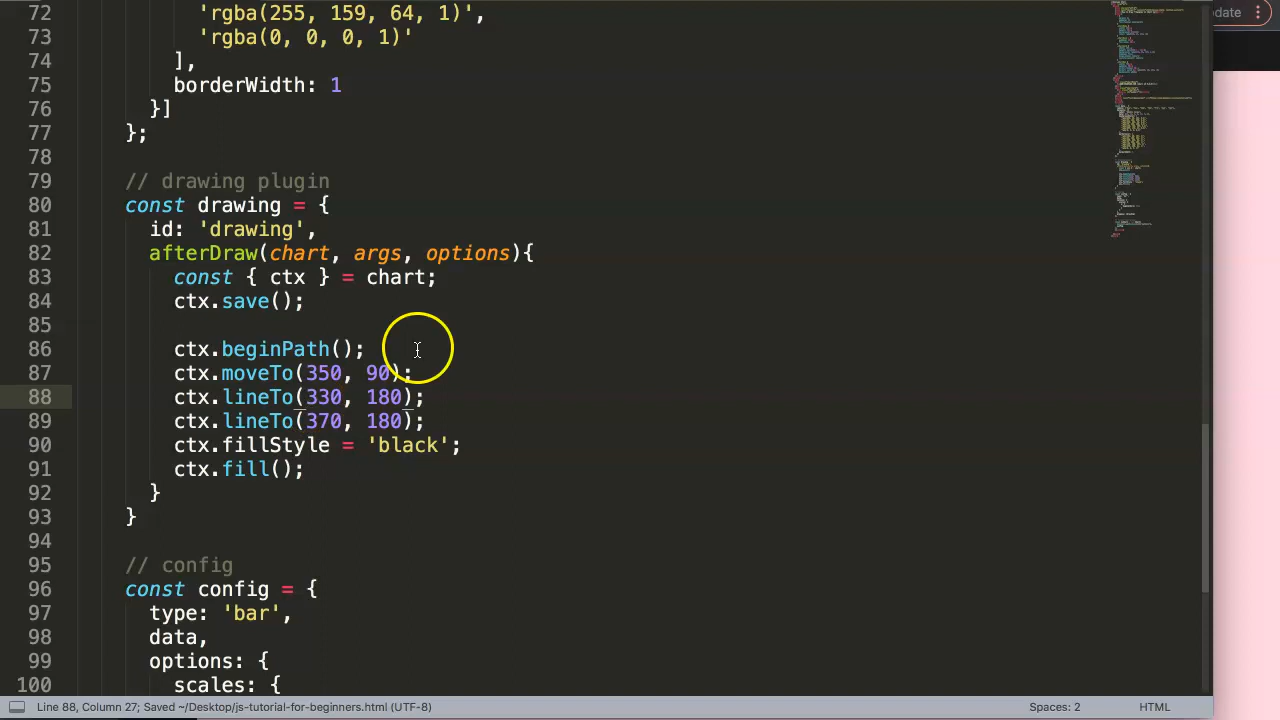 72 'rgba(255, 159, 64, 1)',
73 'rgba(0, 0, 0, 1)'
74 ],
75 borderWidth: 1
76 }]
77 };
78
79 // drawing plugin
80 const drawing = {
81 id: 'drawing',
82 afterDraw(chart, args, options){
83 const { ctx } = chart;
84 ctx.save();
85
86 ctx.beginPath();
87 ctx.moveTo(350, 90);
88 ctx.lineTo(330, 180);
89 ctx.lineTo(370, 180);
90 ctx.fillStyle = 'black';
91 ctx.fill();
92 }
93 }
94
95 // config
96 const config = {
97 type: 'bar',
98 data,
99 options: {
100 scales: {
Line 88, Column 27; Saved ~/Desktop/js-tutorial-for-beginners.html (UTF-8)
Spaces: 2
HTML